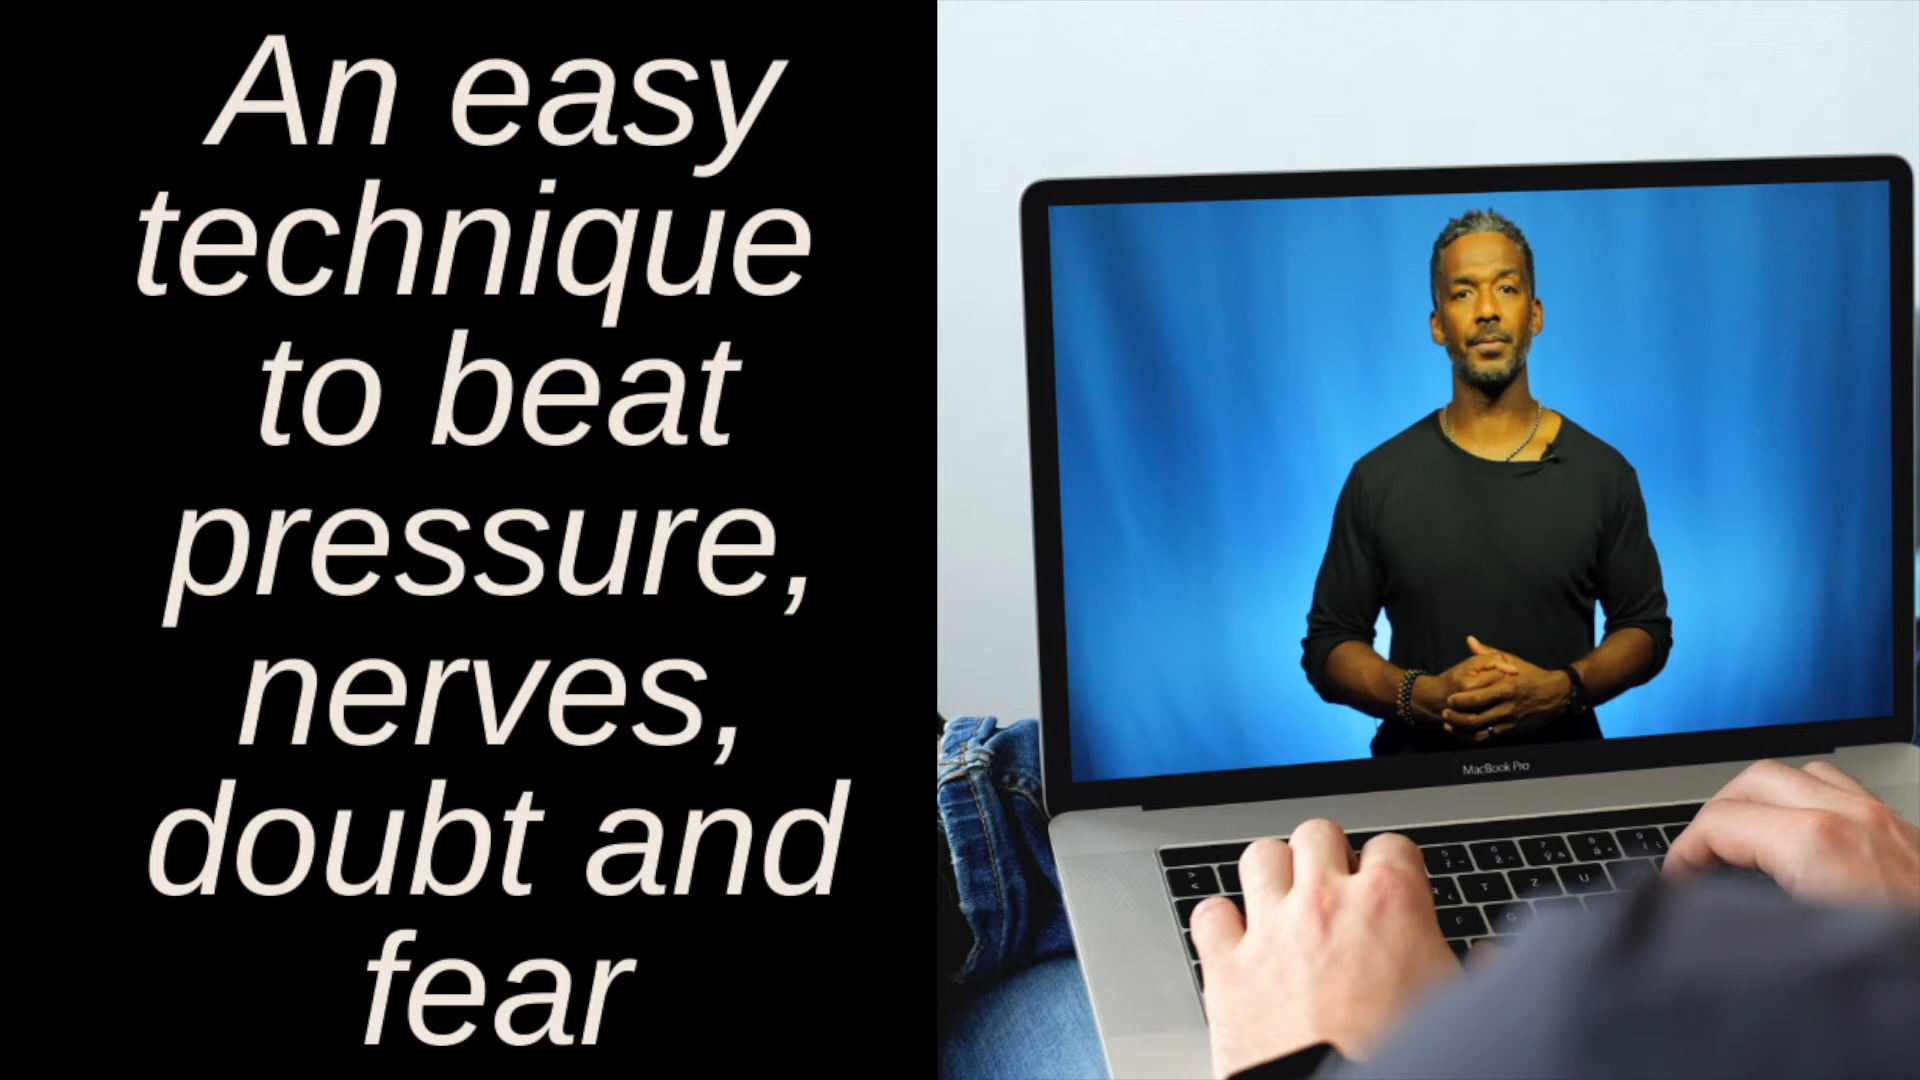 An easy
technique
to beat
pressure,
nerves,
doubt and
fear
MacBook Pro
R T Z U
F G